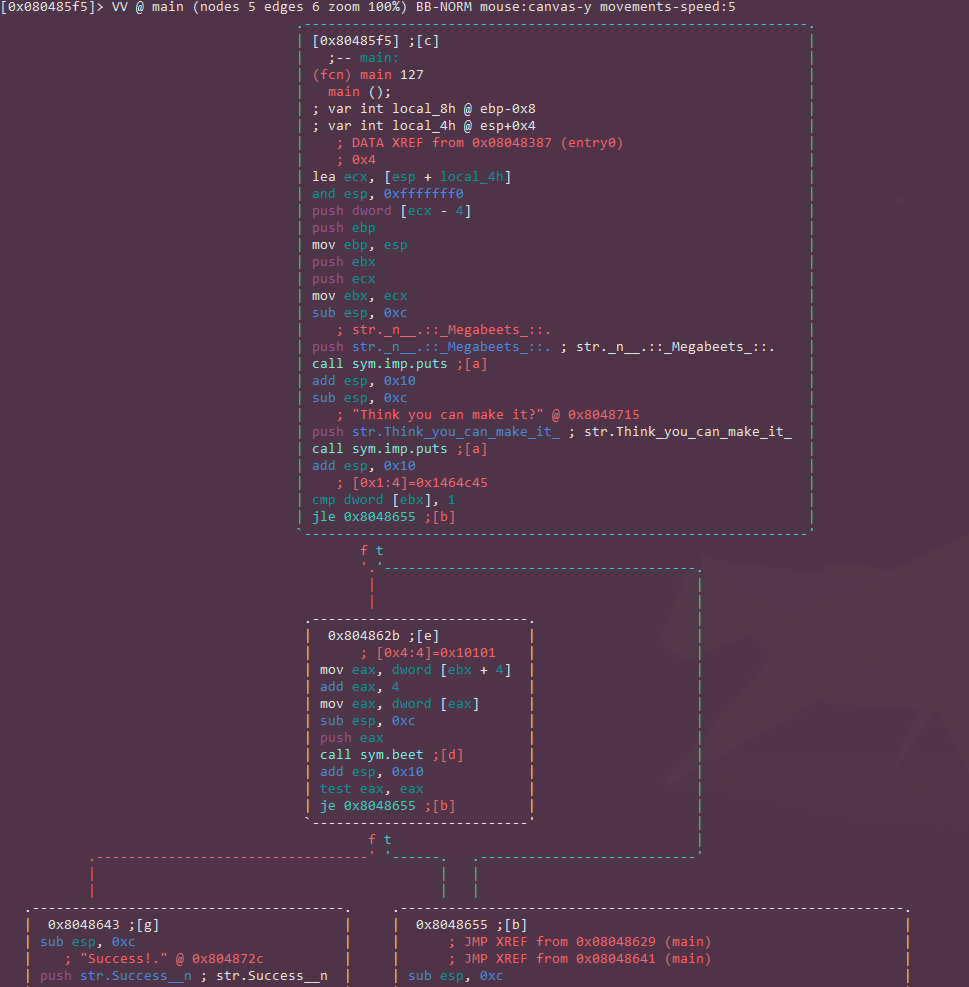 [0x080485f5]> VV @ main (nodes 5 edges 6 zoom 100%) BB-NORM mouse:canvas-y movements-speed:5
[0x80485f5] ;[c]
;-- main:
(fcn) main 127
main ();
; var int local_8h @ ebp-0x8
; var int local_4h @ esp+0x4
; DATA XREF from 0x08048387 (entry0)
; 0x4
lea ecx, [esp + local_4h]
and esp, 0xfffffff0
push dword [ecx - 4]
push ebp
mov ebp, esp
push ebx
push ecx
mov ebx, ecx
sub esp, 0xc
; str._n__.::_Megabeets_::.
push str._n__.::_Megabeets_::. ; str._n__.::_Megabeets_::.
call sym.imp.puts ;[a]
add esp, 0x10
sub esp, 0xc
; "Think you can make it?" @ 0x8048715
push str.Think_you_can_make_it_ ; str.Think_you_can_make_it_
call sym.imp.puts ;[a]
add esp, 0x10
; [0x1:4]=0x1464c45
cmp dword [ebx], 1
jle 0x8048655 ;[b]
f t
0x804862b ;[e]
; [0x4:4]=0x10101
mov eax, dword [ebx + 4]
add eax, 4
mov eax, dword [eax]
sub esp, 0xc
push eax
call sym.beet ;[d]
add esp, 0x10
test eax, eax
je 0x8048655 ;[b]
f t
0x8048643 ;[g]
sub esp, 0xc
; "Success!." @ 0x804872c
push str.Success__n ; str.Success__n
0x8048655 ;[b]
; JMP XREF from 0x08048629 (main)
; JMP XREF from 0x08048641 (main)
sub esp, 0xc